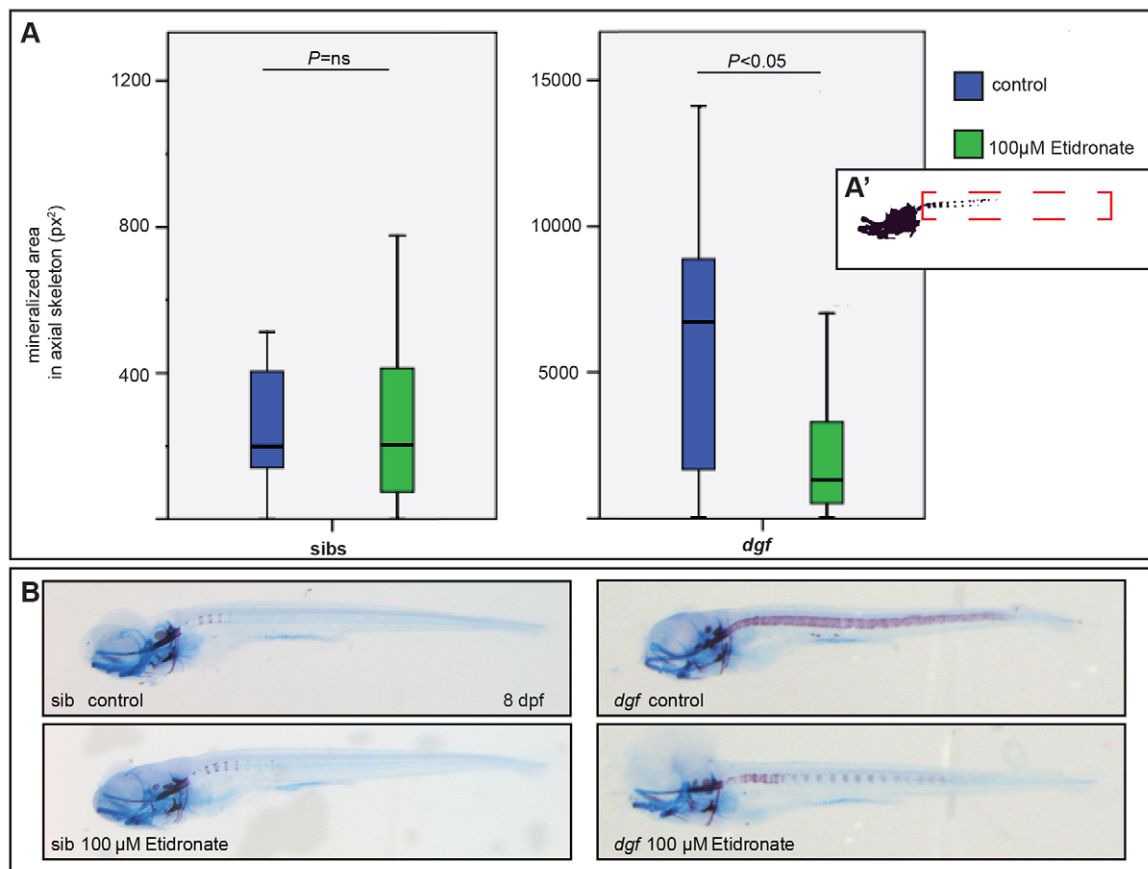 A
P=ns
P<0.05
1200
800
400
15000
10000
5000
mineralized area
in axial skeleton (px²)
sibs
dgf
control
100µM Etidronate
A'
B
sib control
8 dpf
dgf control
sib 100 µM Etidronate
dgf 100 µM Etidronate